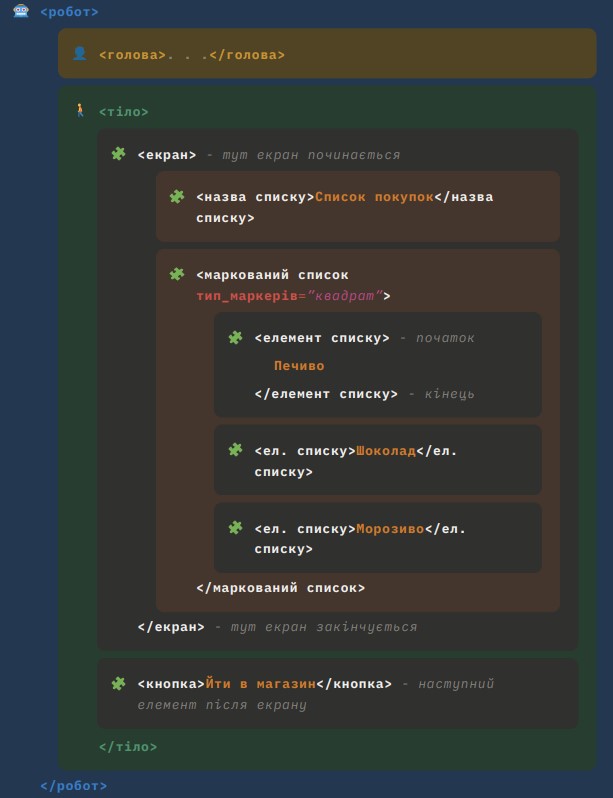 <робот>
<голова>. . .</голова>
<тіло>
<екран> - тут екран починається
<назва списку>Список покупок</назва
списку>
<маркований список
тип_маркерів="квадрат">
<елемент списку> - початок
Печиво
</елемент списку> - кінець
<ел. списку>Шоколад</ел.
списку>
<ел. списку>Морозиво</ел.
списку>
</маркований список>
</екран> - тут екран закінчується
<кнопка>Йти в магазин</кнопка> - наступний
елемент після екрану
</тіло>
</робот>